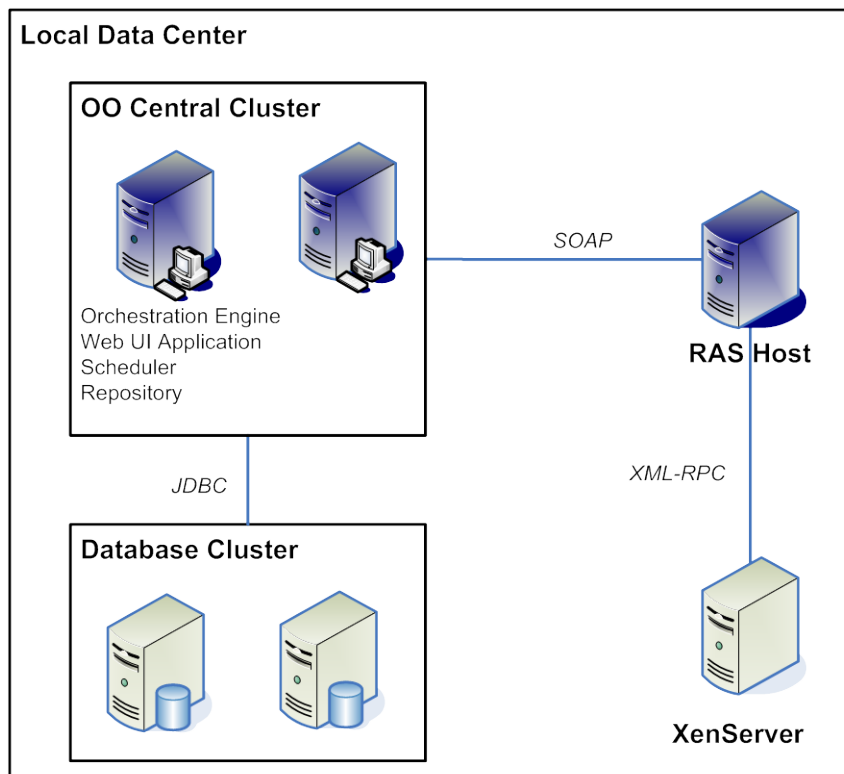 Local Data Center
OO Central Cluster
Orchestration Engine
Web UI Application
Scheduler
Repository
SOAP
RAS Host
JDBC
XML-RPC
Database Cluster
XenServer